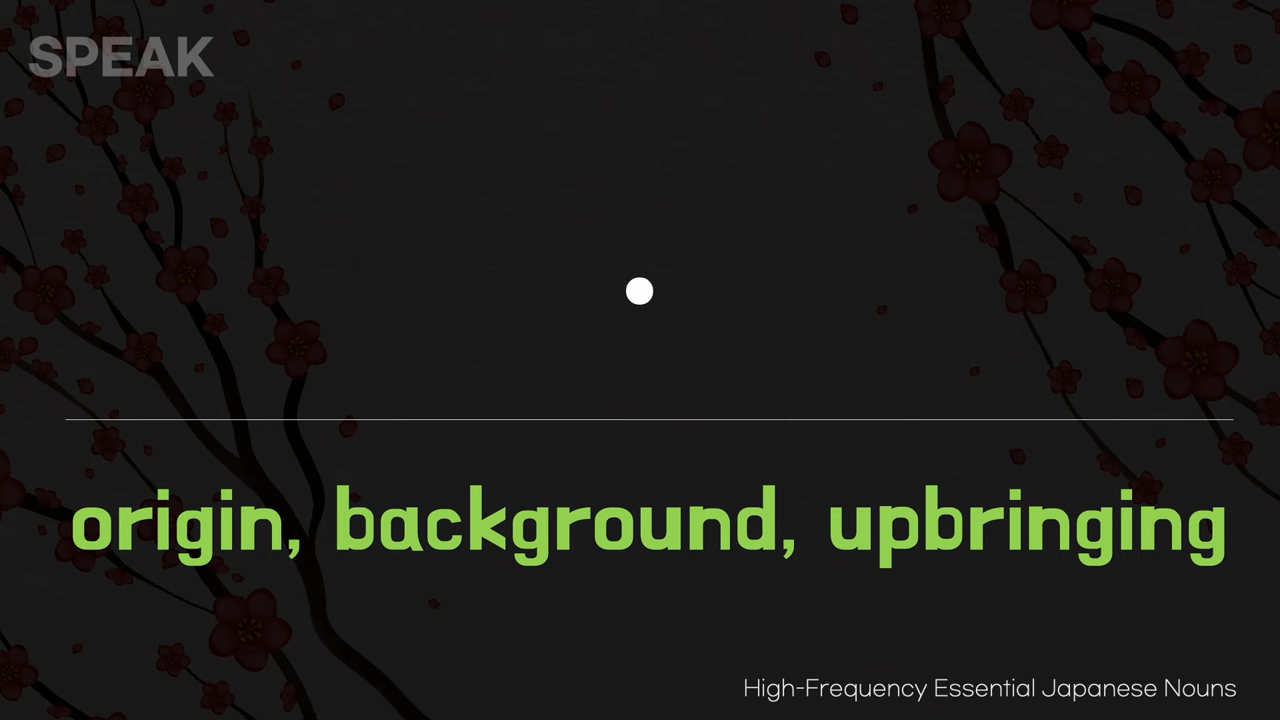 SPEAK
origin, background, upbringing
High-Frequency Essential Japanese Nouns